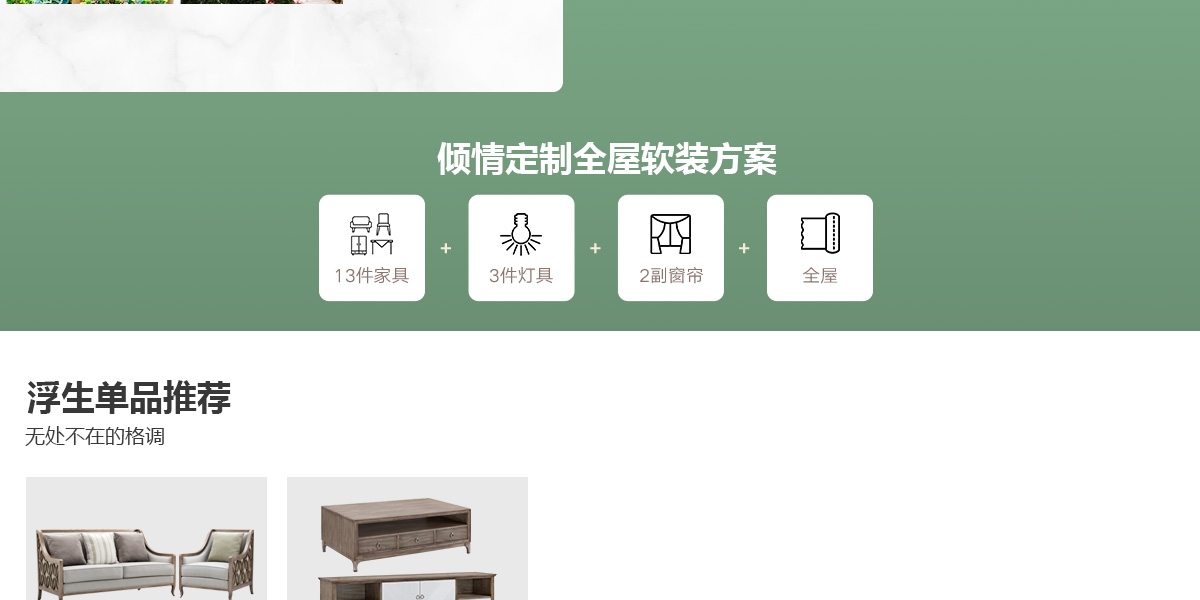 倾情定制全屋软装方案
13件家具 + 3件灯具 + 2副窗帘 + 全屋
浮生单品推荐
无处不在的格调